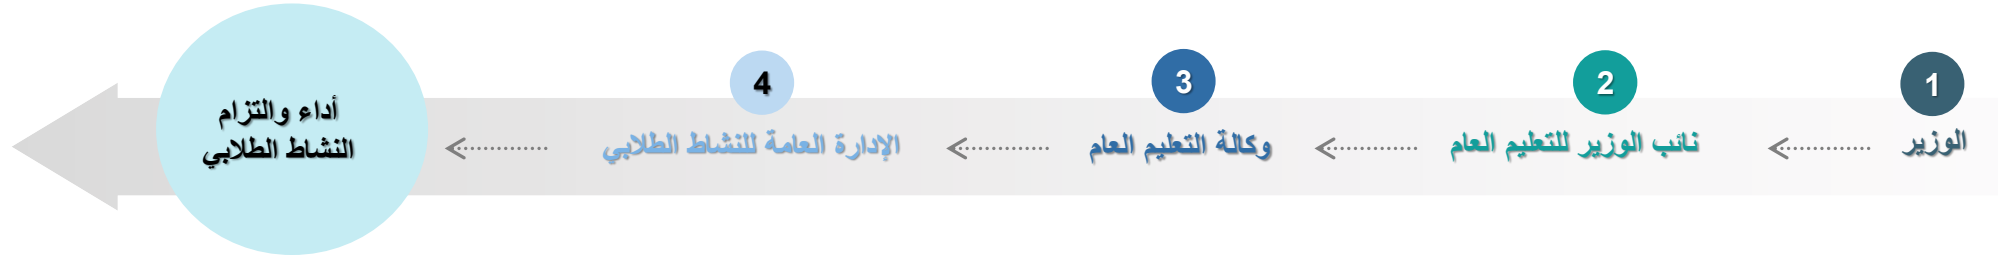 1
الوزير
2
نائب الوزير للتعليم العام
3
وكالة التعليم العام
4
الإدارة العامة للنشاط الطلابي
أداء والتزام
النشاط الطلابي